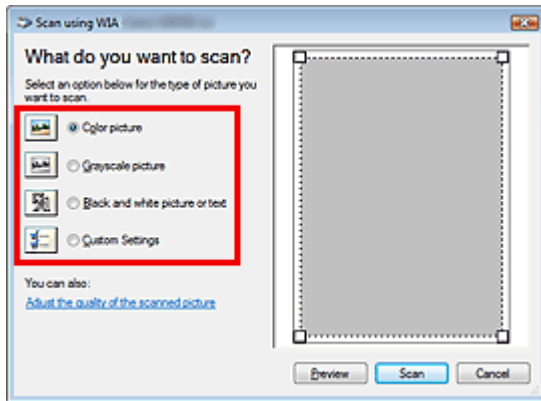 Scan using WIA
What do you want to scan?
Select an option below for the type of picture you
want to scan.
Color picture
Grayscale picture
Black and white picture or text
Custom Settings
You can also:
Adjust the quality of the scanned picture
Preview
Scan
Cancel